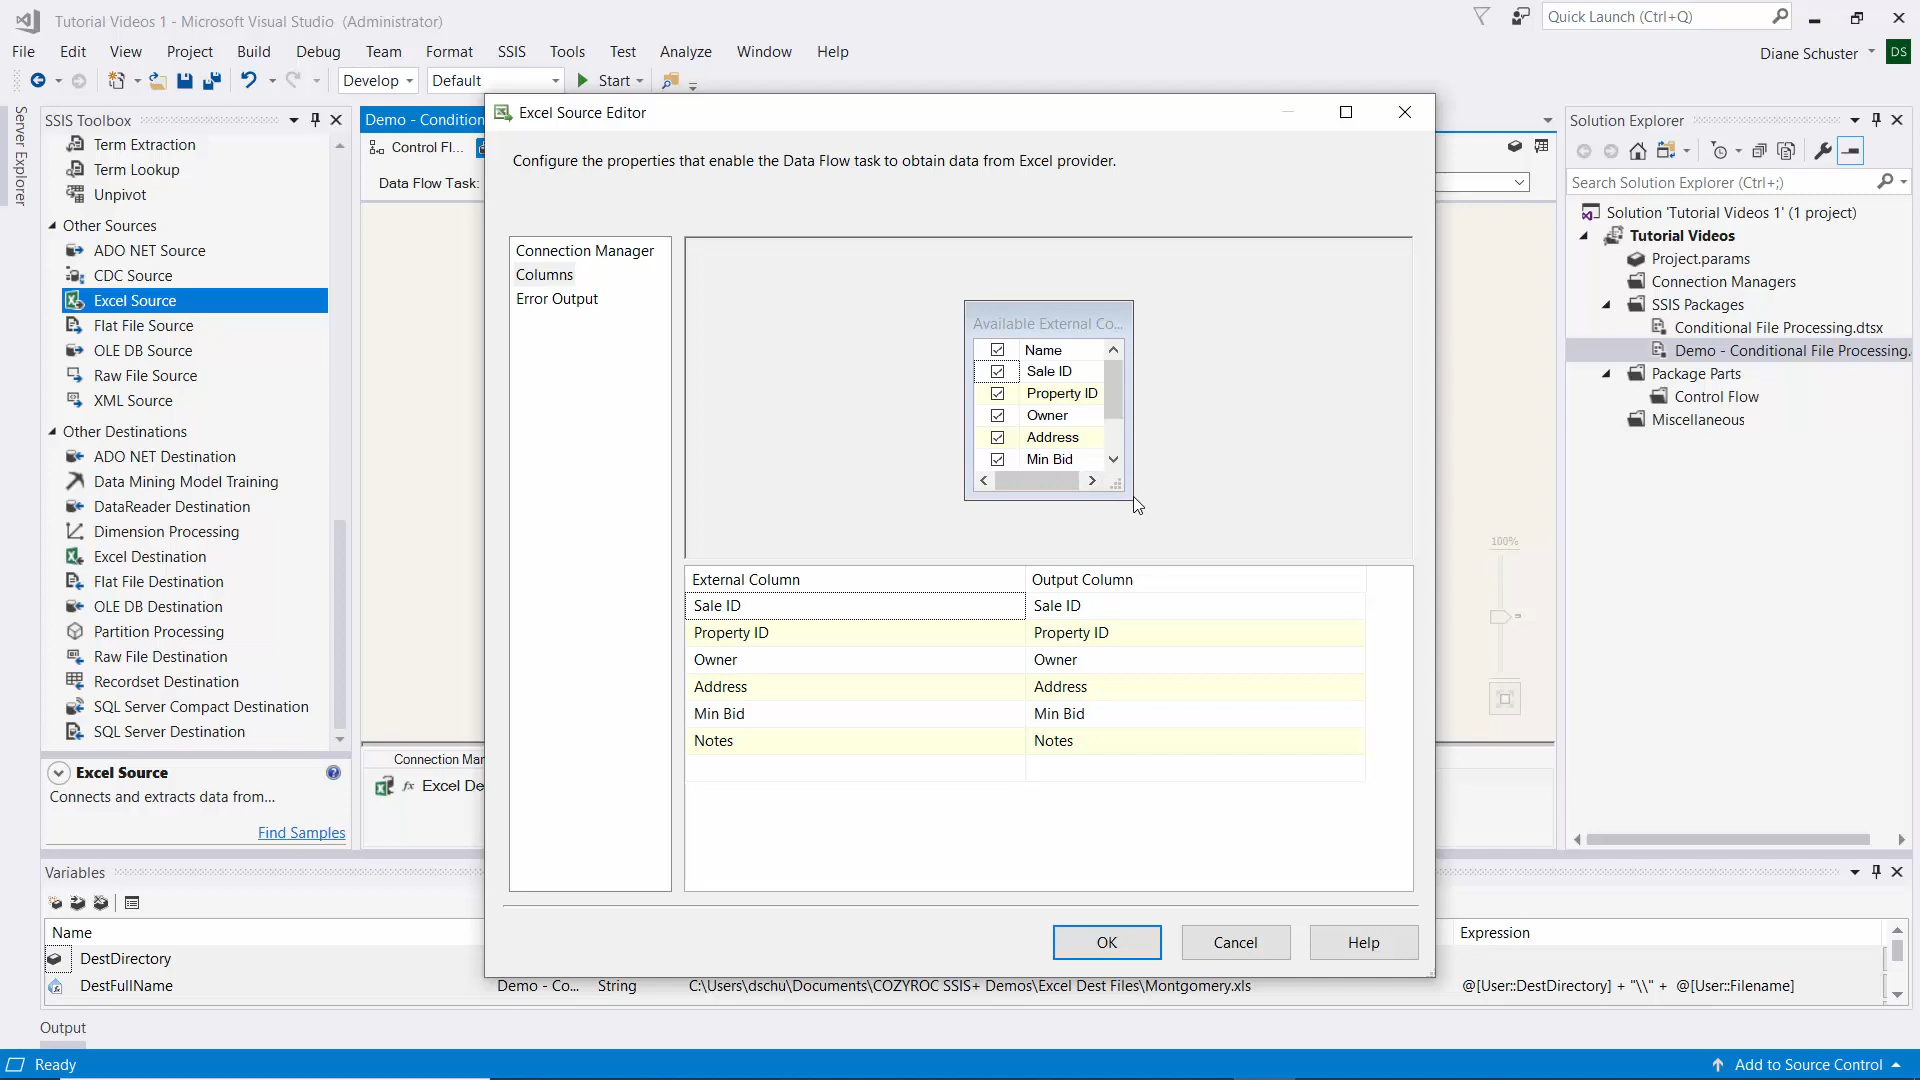 Tutorial Videos 1 - Microsoft Visual Studio (Administrator)
Quick Launch (Ctrl+Q)
File Edit View Project Build Debug Team Format SSIS Tools Test Analyze Window Help
Diane Schuster DS
Develop Default Start
Server Explorer
SSIS Toolbox
Term Extraction
Term Lookup
Unpivot
Other Sources
ADO NET Source
CDC Source
Excel Source
Flat File Source
OLE DB Source
Raw File Source
XML Source
Other Destinations
ADO NET Destination
Data Mining Model Training
DataReader Destination
Dimension Processing
Excel Destination
Flat File Destination
OLE DB Destination
Partition Processing
Raw File Destination
Recordset Destination
SQL Server Compact Destination
SQL Server Destination
Excel Source
Connects and extracts data from...
Find Samples
Demo - Condition
Control Fl...
Data Flow Task:
Connection Mar
fx Excel De
Excel Source Editor
Configure the properties that enable the Data Flow task to obtain data from Excel provider.
Connection Manager
Columns
Error Output
Available External Co...
Name
Sale ID
Property ID
Owner
Address
Min Bid
External Column Output Column
Sale ID Sale ID
Property ID Property ID
Owner Owner
Address Address
Min Bid Min Bid
Notes Notes
OK Cancel Help
100%
Solution Explorer
Search Solution Explorer (Ctrl+;)
Solution 'Tutorial Videos 1' (1 project)
Tutorial Videos
Project.params
Connection Managers
SSIS Packages
Conditional File Processing.dtsx
Demo - Conditional File Processing.
Package Parts
Control Flow
Miscellaneous
Variables
Name Expression
DestDirectory
DestFullName Demo - Co... String C:\Users\dschu\Documents\COZYROC SSIS+ Demos\Excel Dest Files\Montgomery.xls @[User::DestDirectory] + "\\" + @[User::Filename]
Output
Ready
Add to Source Control